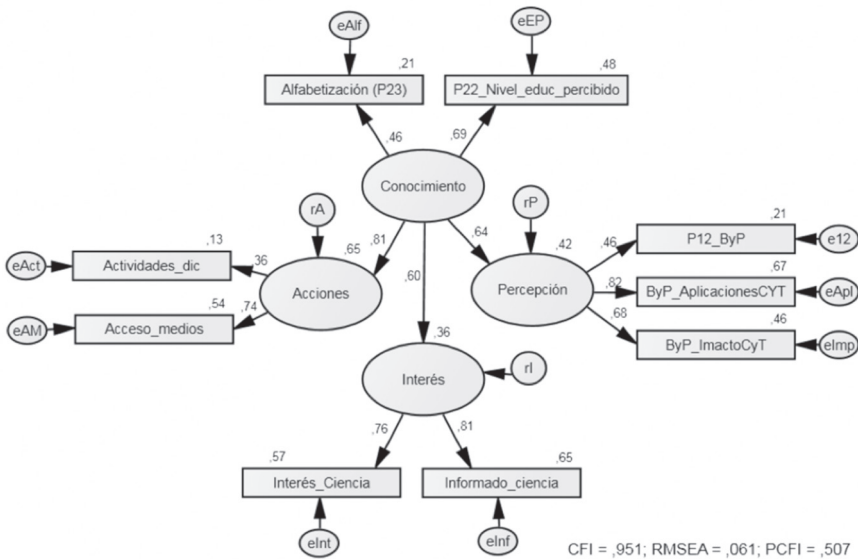 eAlf
eEP
,21
,48
Alfabetización (P23)
P22_Nivel_educ_percibido
,46
,69
Conocimiento
rA
rP
,81
,60
,64
,13
,65
,42
,21
eAct
Actividades_dic
,36
Acciones
Percepción
,46
P12_ByP
e12
,54
,67
eAM
Acceso_medios
,74
,82
ByP_AplicacionesCYT
eApl
,68
,46
ByP_ImactoCyT
eImp
,36
Interés
rI
,76
,81
,57
,65
Interés_Ciencia
Informado_ciencia
eInt
eInf
CFI = ,951; RMSEA = ,061; PCFI = ,507